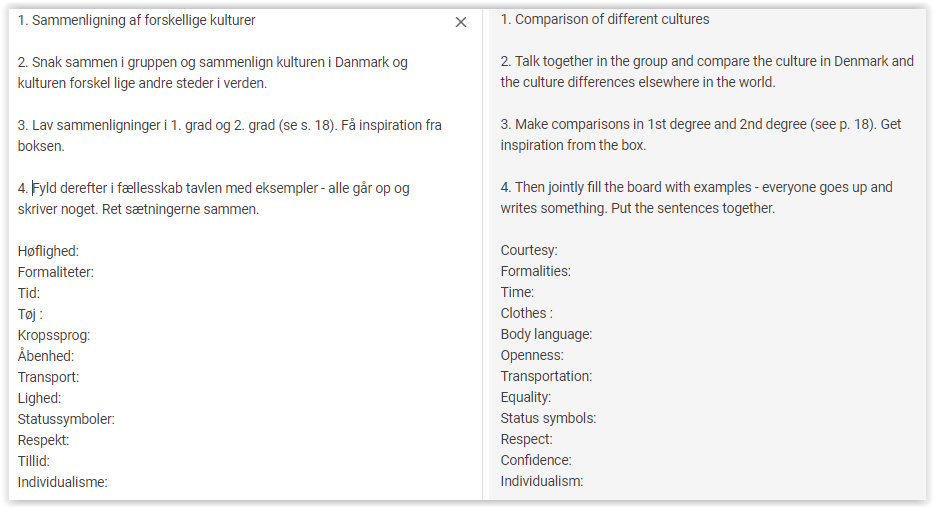 1. Sammenligning af forskellige kulturer
2. Snak sammen i gruppen og sammenlign kulturen i Danmark og
kulturen forskel lige andre steder i verden.
3. Lav sammenligninger i 1. grad og 2. grad (se s. 18). Få inspiration fra
boksen.
4. Fyld derefter i fællesskab tavlen med eksempler - alle går op og
skriver noget. Ret sætningerne sammen.
Høflighed:
Formaliteter:
Tid:
Tøj :
Kropssprog:
Åbenhed:
Transport:
Lighed:
Statussymboler:
Respekt:
Tillid:
Individualisme:
1. Comparison of different cultures
2. Talk together in the group and compare the culture in Denmark and
the culture differences elsewhere in the world.
3. Make comparisons in 1st degree and 2nd degree (see p. 18). Get
inspiration from the box.
4. Then jointly fill the board with examples - everyone goes up and
writes something. Put the sentences together.
Courtesy:
Formalities:
Time:
Clothes :
Body language:
Openness:
Transportation:
Equality:
Status symbols:
Respect:
Confidence:
Individualism: